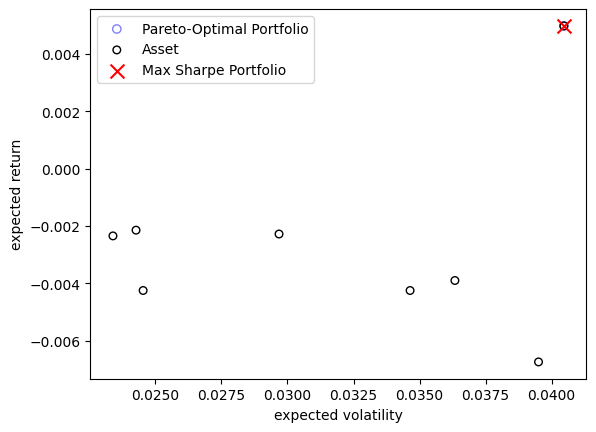 Pareto-Optimal Portfolio
Asset
Max Sharpe Portfolio
0.004
0.002
0.000
−0.002
−0.004
−0.006
expected return
0.0250 0.0275 0.0300 0.0325 0.0350 0.0375 0.0400
expected volatility